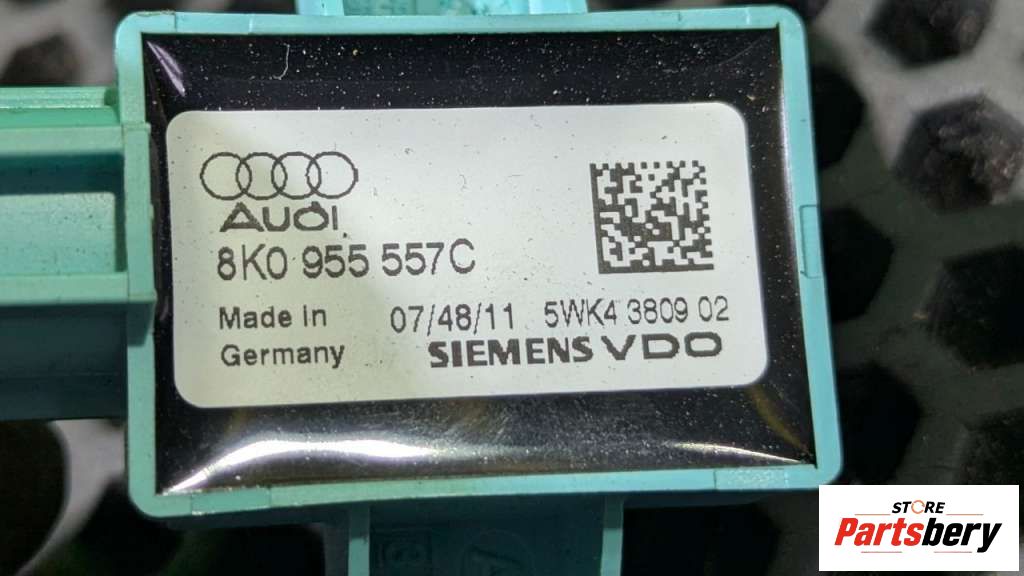 AUDI
8K0 955 557C
Made in Germany
07/48/11 5WK4 3809 02
SIEMENS VDO
STORE
Partsbery